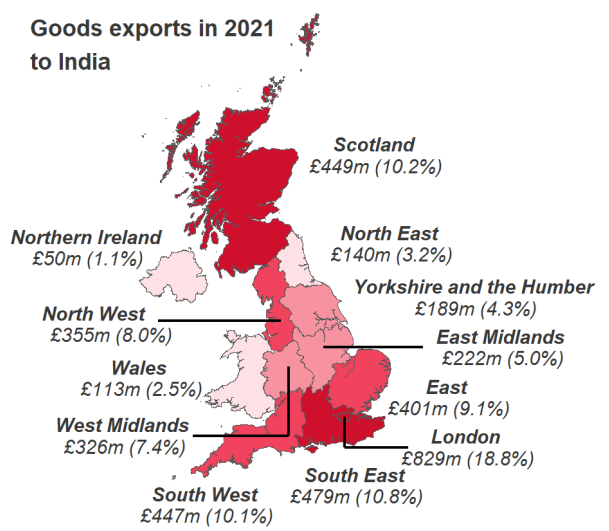 Goods exports in 2021
to India
Scotland
£449m (10.2%)
Northern Ireland
£50m (1.1%)
North East
£140m (3.2%)
Yorkshire and the Humber
£189m (4.3%)
North West
£355m (8.0%)
East Midlands
£222m (5.0%)
Wales
£113m (2.5%)
East
£401m (9.1%)
West Midlands
£326m (7.4%)
London
£829m (18.8%)
South East
£479m (10.8%)
South West
£447m (10.1%)